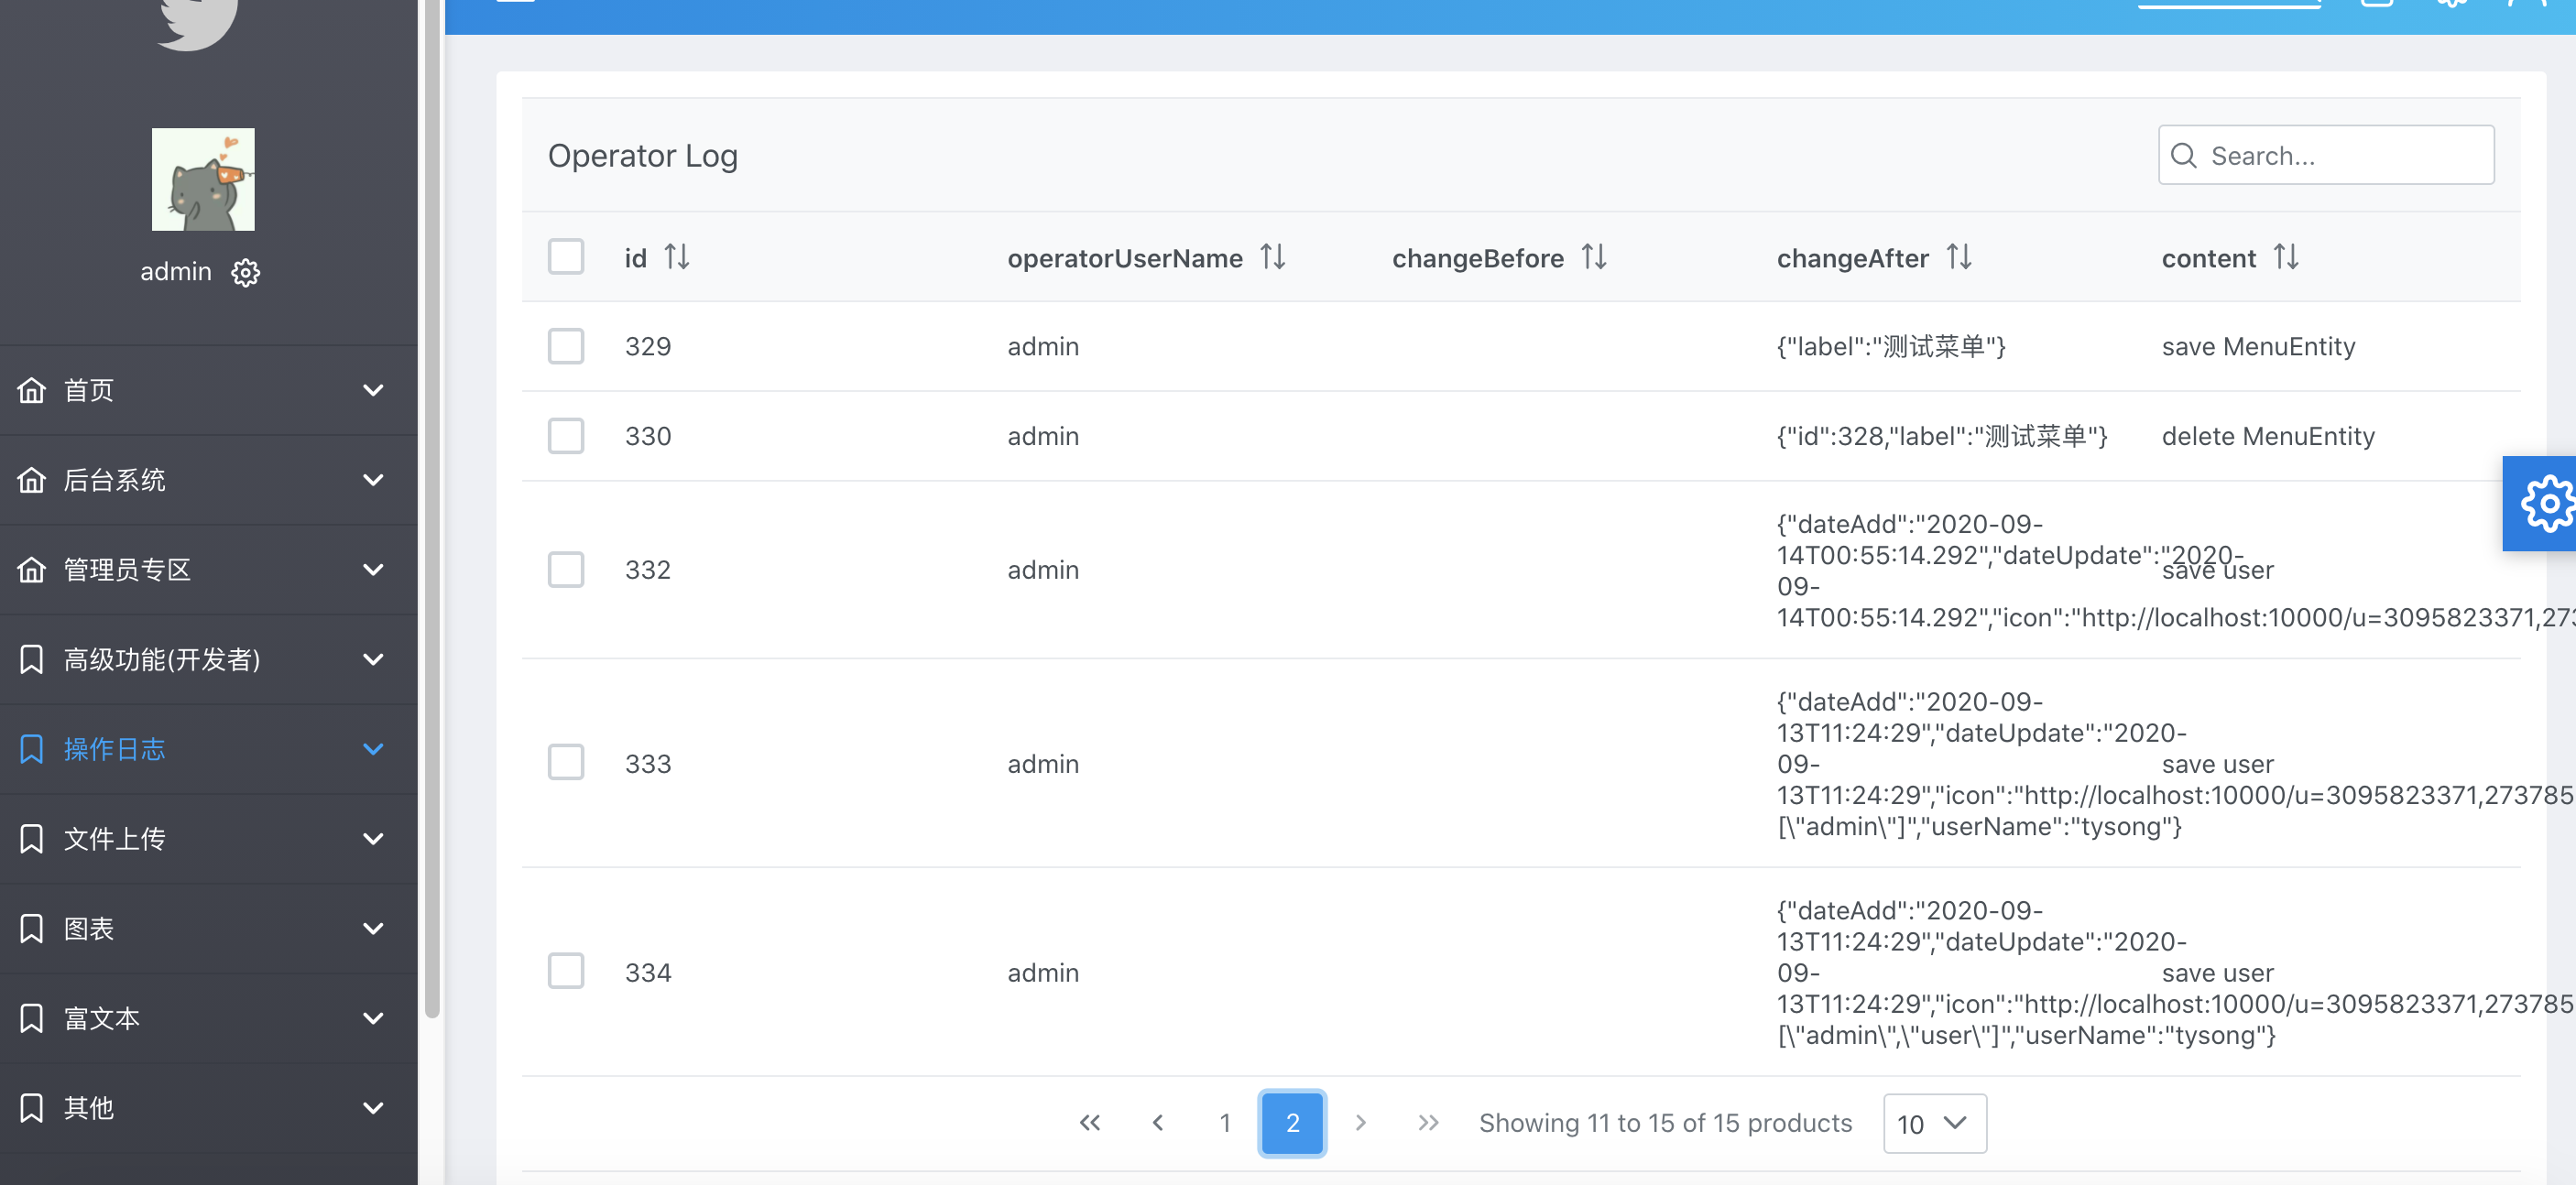 admin
首页
后台系统
管理员专区
高级功能(开发者)
操作日志
文件上传
图表
富文本
其他
Operator Log
Search...
id operatorUserName changeBefore changeAfter content
329 admin {"label":"测试菜单"} save MenuEntity
330 admin {"id":328,"label":"测试菜单"} delete MenuEntity
{"dateAdd":"2020-09-
14T00:55:14.292","dateUpdate":"2020-
332 admin save user
09-
14T00:55:14.292","icon":"http://localhost:10000/u=3095823371,273
{"dateAdd":"2020-09-
13T11:24:29","dateUpdate":"2020-
333 admin 09- save user
13T11:24:29","icon":"http://localhost:10000/u=3095823371,273785
[\"admin\"]","userName":"tysong"}
{"dateAdd":"2020-09-
13T11:24:29","dateUpdate":"2020-
334 admin 09- save user
13T11:24:29","icon":"http://localhost:10000/u=3095823371,273785
[\"admin\",\"user\"]","userName":"tysong"}
1 2 Showing 11 to 15 of 15 products 10